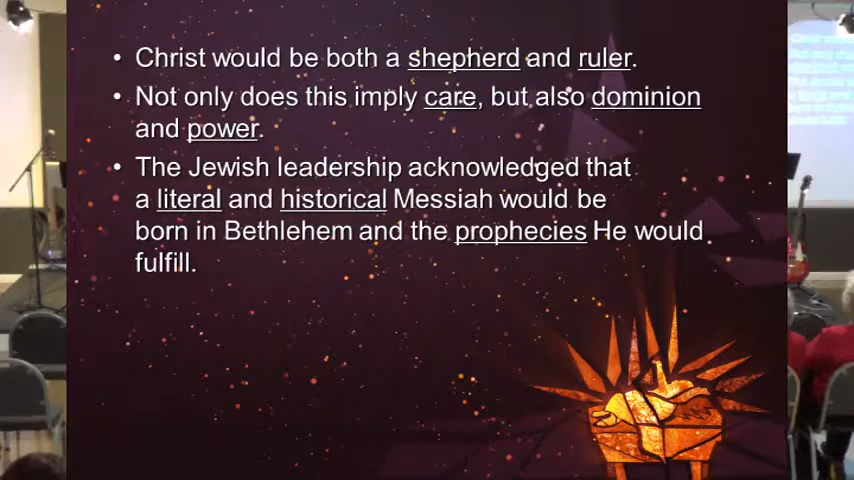 • Christ would be both a shepherd and ruler.
• Not only does this imply care, but also dominion
and power.
• The Jewish leadership acknowledged that
a literal and historical Messiah would be
born in Bethlehem and the prophecies He would
fulfill.